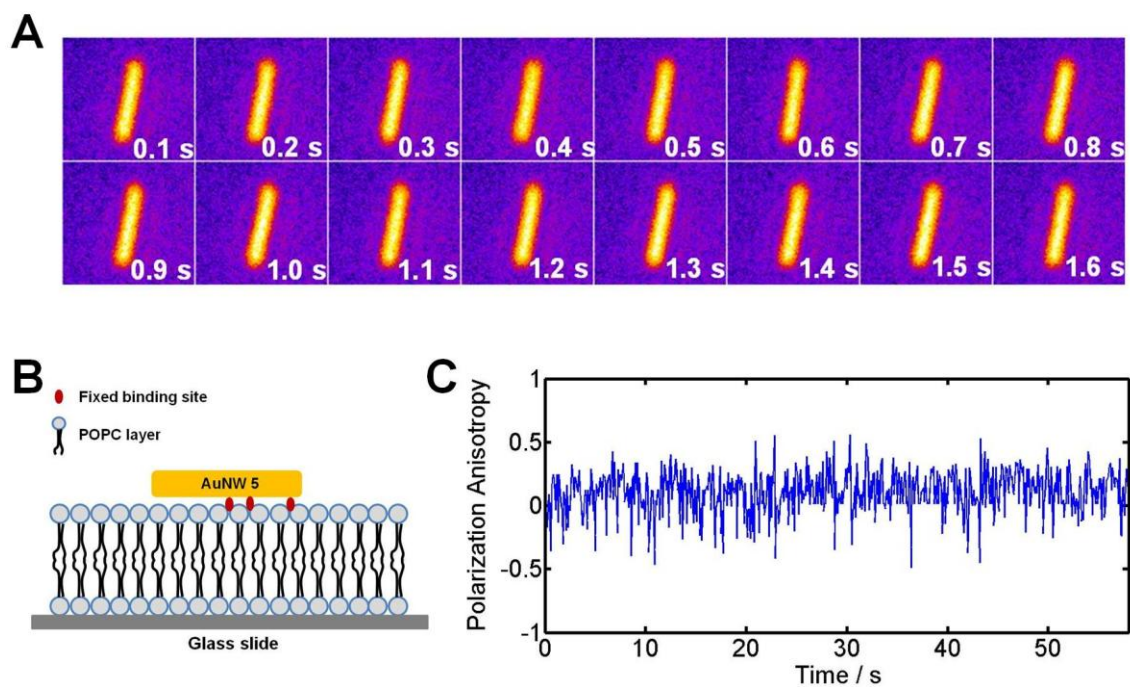 A
0.1 s 0.2 s 0.3 s 0.4 s 0.5 s 0.6 s 0.7 s 0.8 s
0.9 s 1.0 s 1.1 s 1.2 s 1.3 s 1.4 s 1.5 s 1.6 s
B
Fixed binding site
POPC layer
AuNW 5
Glass slide
C
Polarization Anisotropy
1
0.5
0
-0.5
-1
0 10 20 30 40 50
Time / s